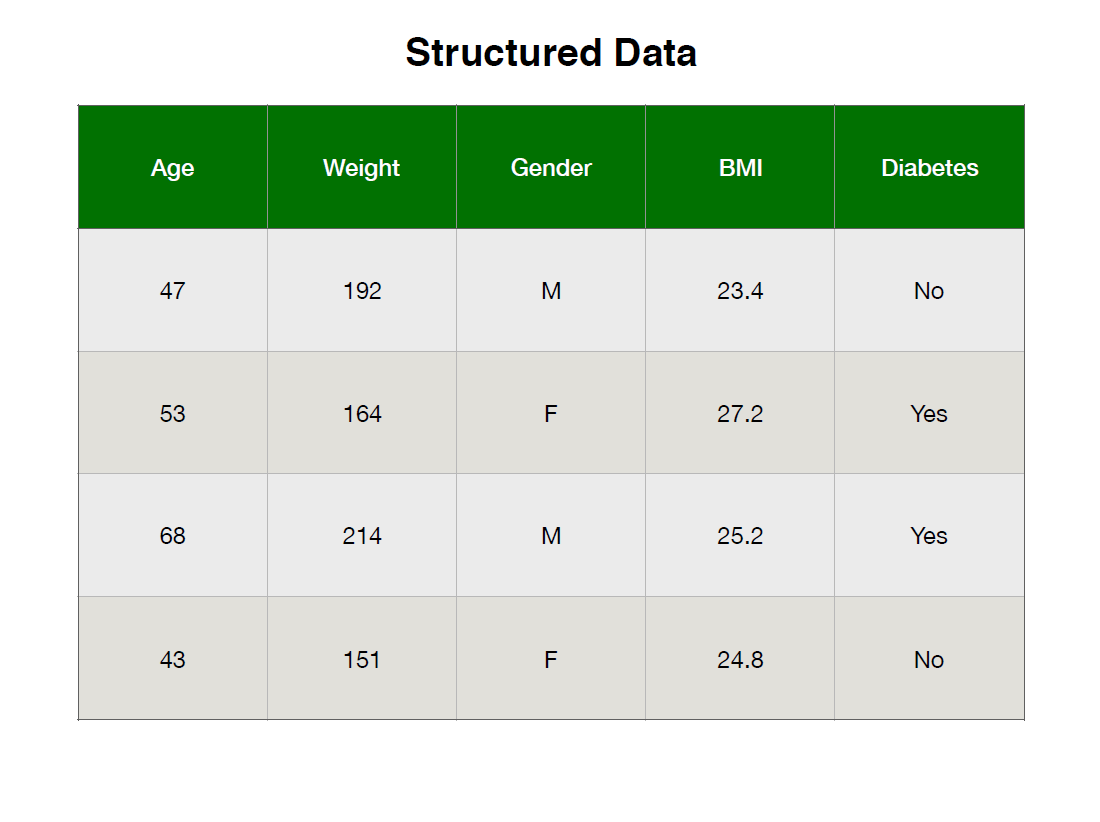 Structured Data
Age Weight Gender BMI Diabetes
47 192 M 23.4 No
53 164 F 27.2 Yes
68 214 M 25.2 Yes
43 151 F 24.8 No